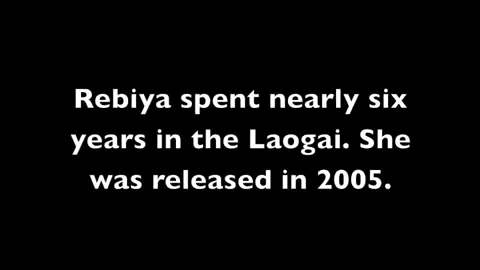 Rebiya spent nearly six
years in the Laogai. She
was released in 2005.